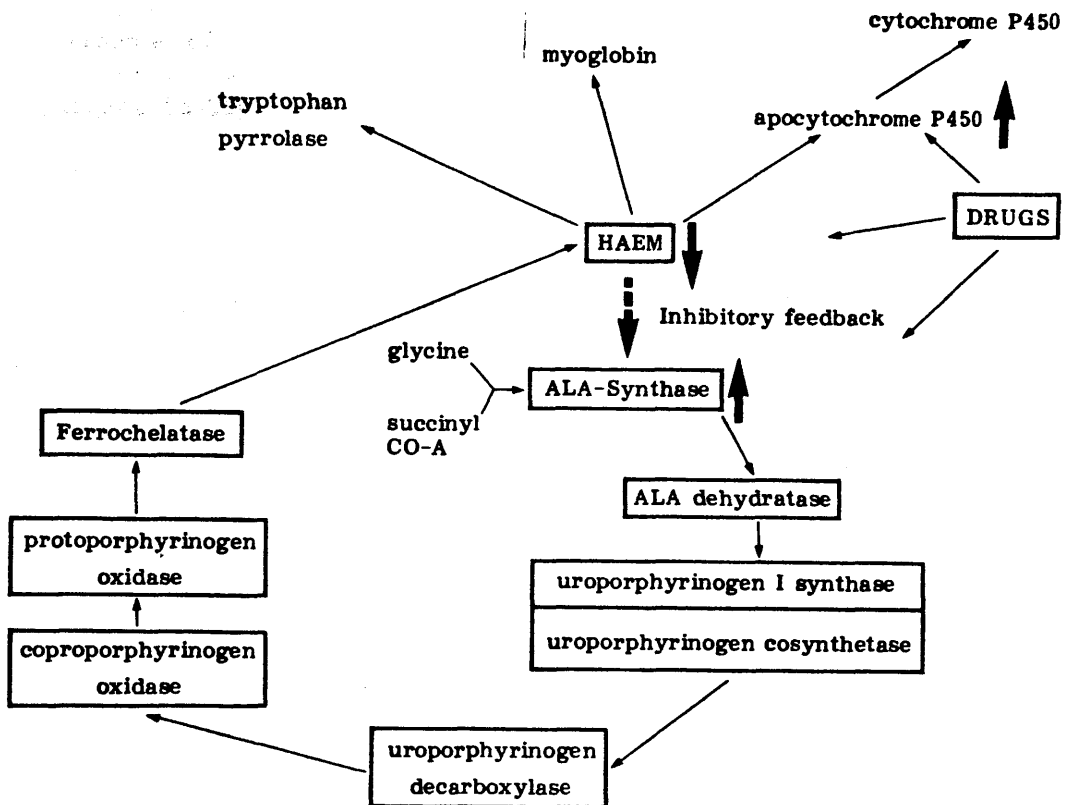 cytochrome P450
myoglobin
tryptophan
pyrrolase
apocytochrome P450
DRUGS
HAEM
Inhibitory feedback
glycine
ALA-Synthase
succinyl
CO-A
Ferrochelatase
ALA dehydratase
protoporphyrinogen
oxidase
uroporphyrinogen I synthase
uroporphyrinogen cosynthetase
coproporphyrinogen
oxidase
uroporphyrinogen
decarboxylase